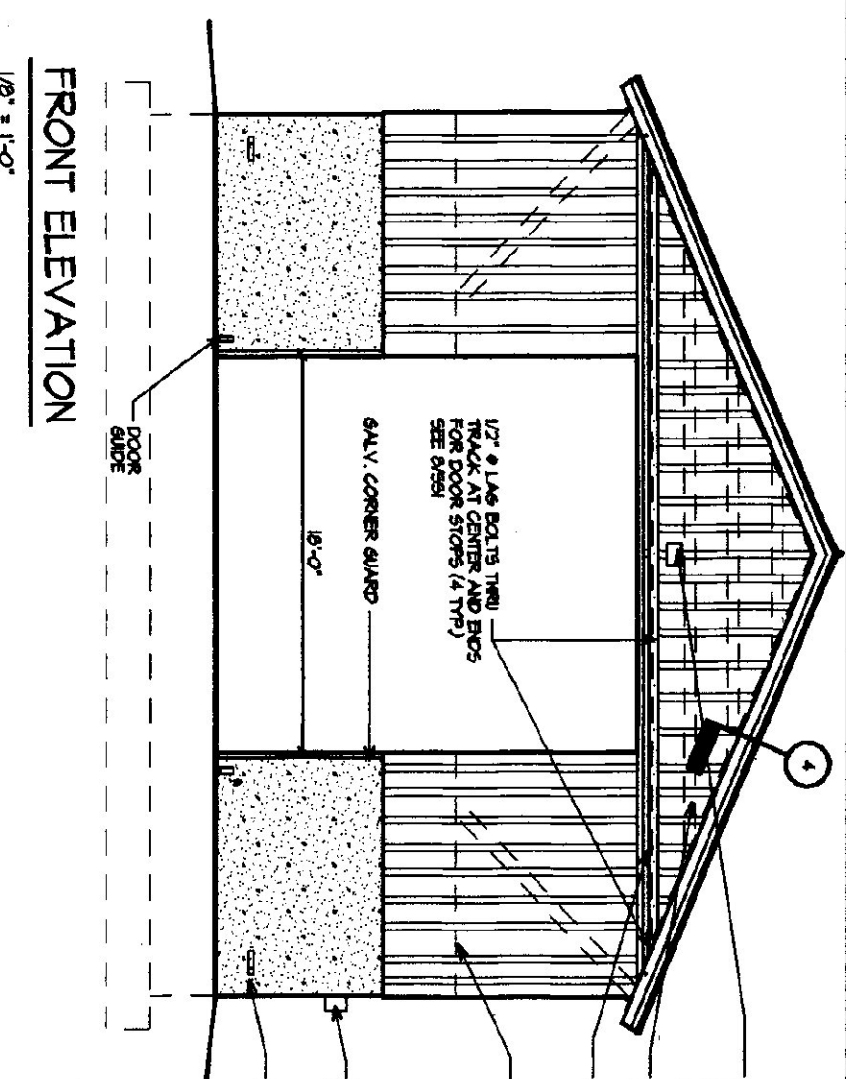 FRONT ELEVATION
1/8" = 1'-0"
1/2" ø LAG BOLTS THRU
TRACK AT CENTER AND ENDS
FOR DOOR STOPS (4 TYP)
SEE
GALV. CORNER GUARD
18'-0"
DOOR
GUIDE
4